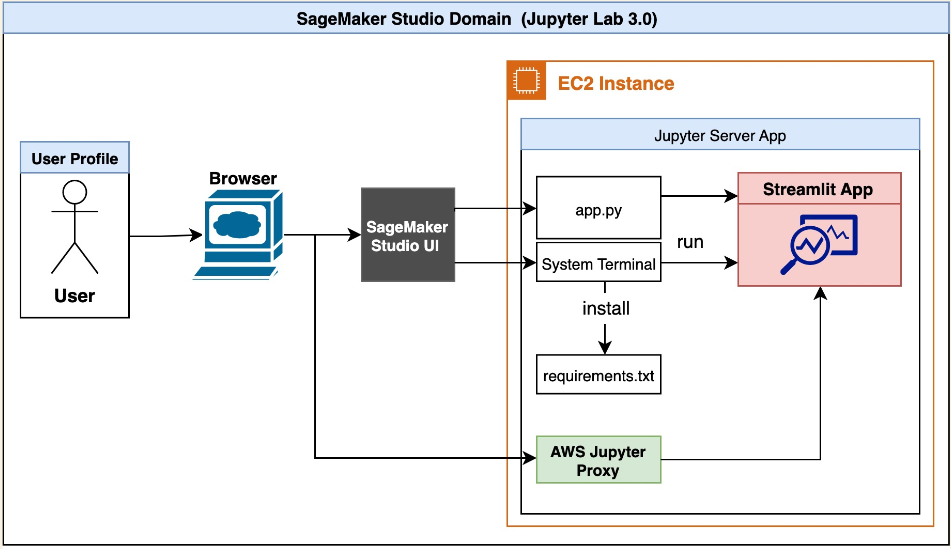 SageMaker Studio Domain (Jupyter Lab 3.0)
EC2 Instance
Jupyter Server App
User Profile
User
Browser
SageMaker
Studio UI
app.py
System Terminal
run
install
requirements.txt
Streamlit App
AWS Jupyter
Proxy